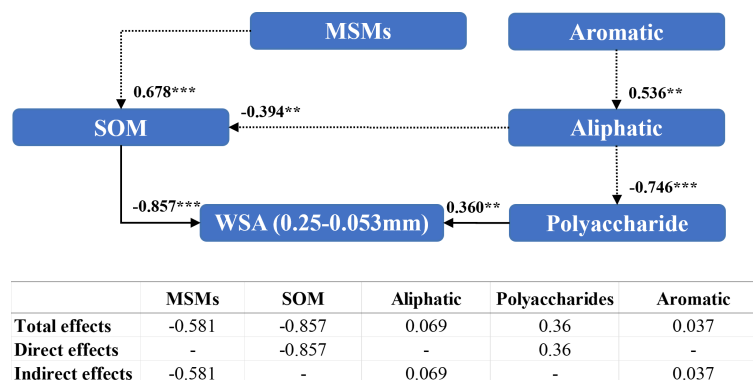 MSMs
Aromatic
0.678***
0.536**
-0.394**
SOM
Aliphatic
-0.857***
0.360**
-0.746***
WSA (0.25-0.053mm)
Polyaccharide
MSMs SOM Aliphatic Polyaccharides Aromatic
Total effects -0.581 -0.857 0.069 0.36 0.037
Direct effects - -0.857 - 0.36 -
Indirect effects -0.581 - 0.069 - 0.037